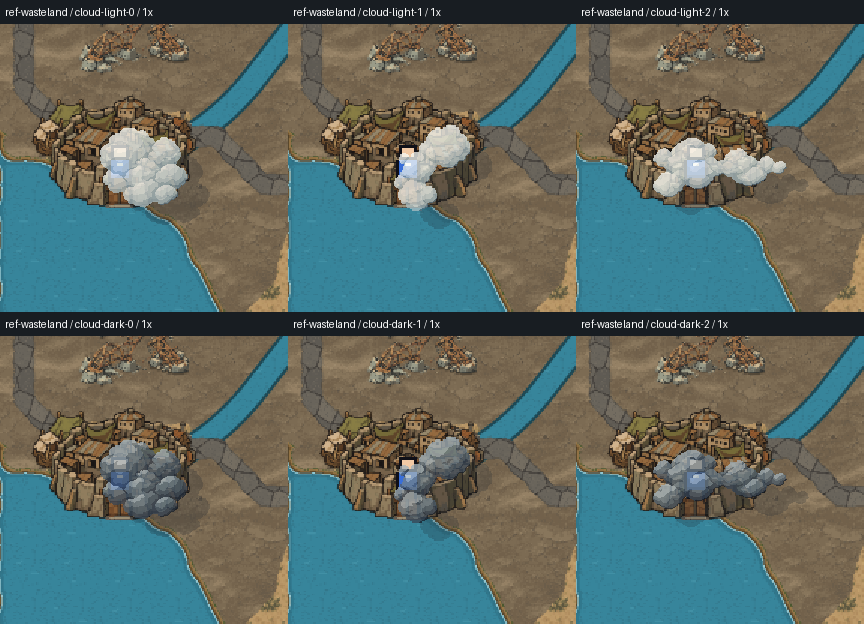 ref-wasteland / cloud-light-0 / 1x
ref-wasteland / cloud-light-1 / 1x
ref-wasteland / cloud-light-2 / 1x
ref-wasteland / cloud-dark-0 / 1x
ref-wasteland / cloud-dark-1 / 1x
ref-wasteland / cloud-dark-2 / 1x